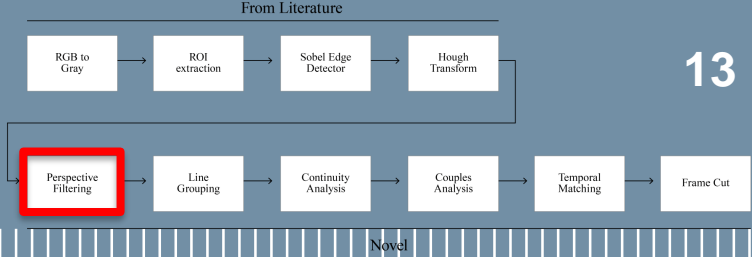 From Literature
RGB to
Gray
ROI
extraction
Sobel Edge
Detector
Hough
Transform
13
Perspective
Filtering
Line
Grouping
Continuity
Analysis
Couples
Analysis
Temporal
Matching
Frame Cut
Novel